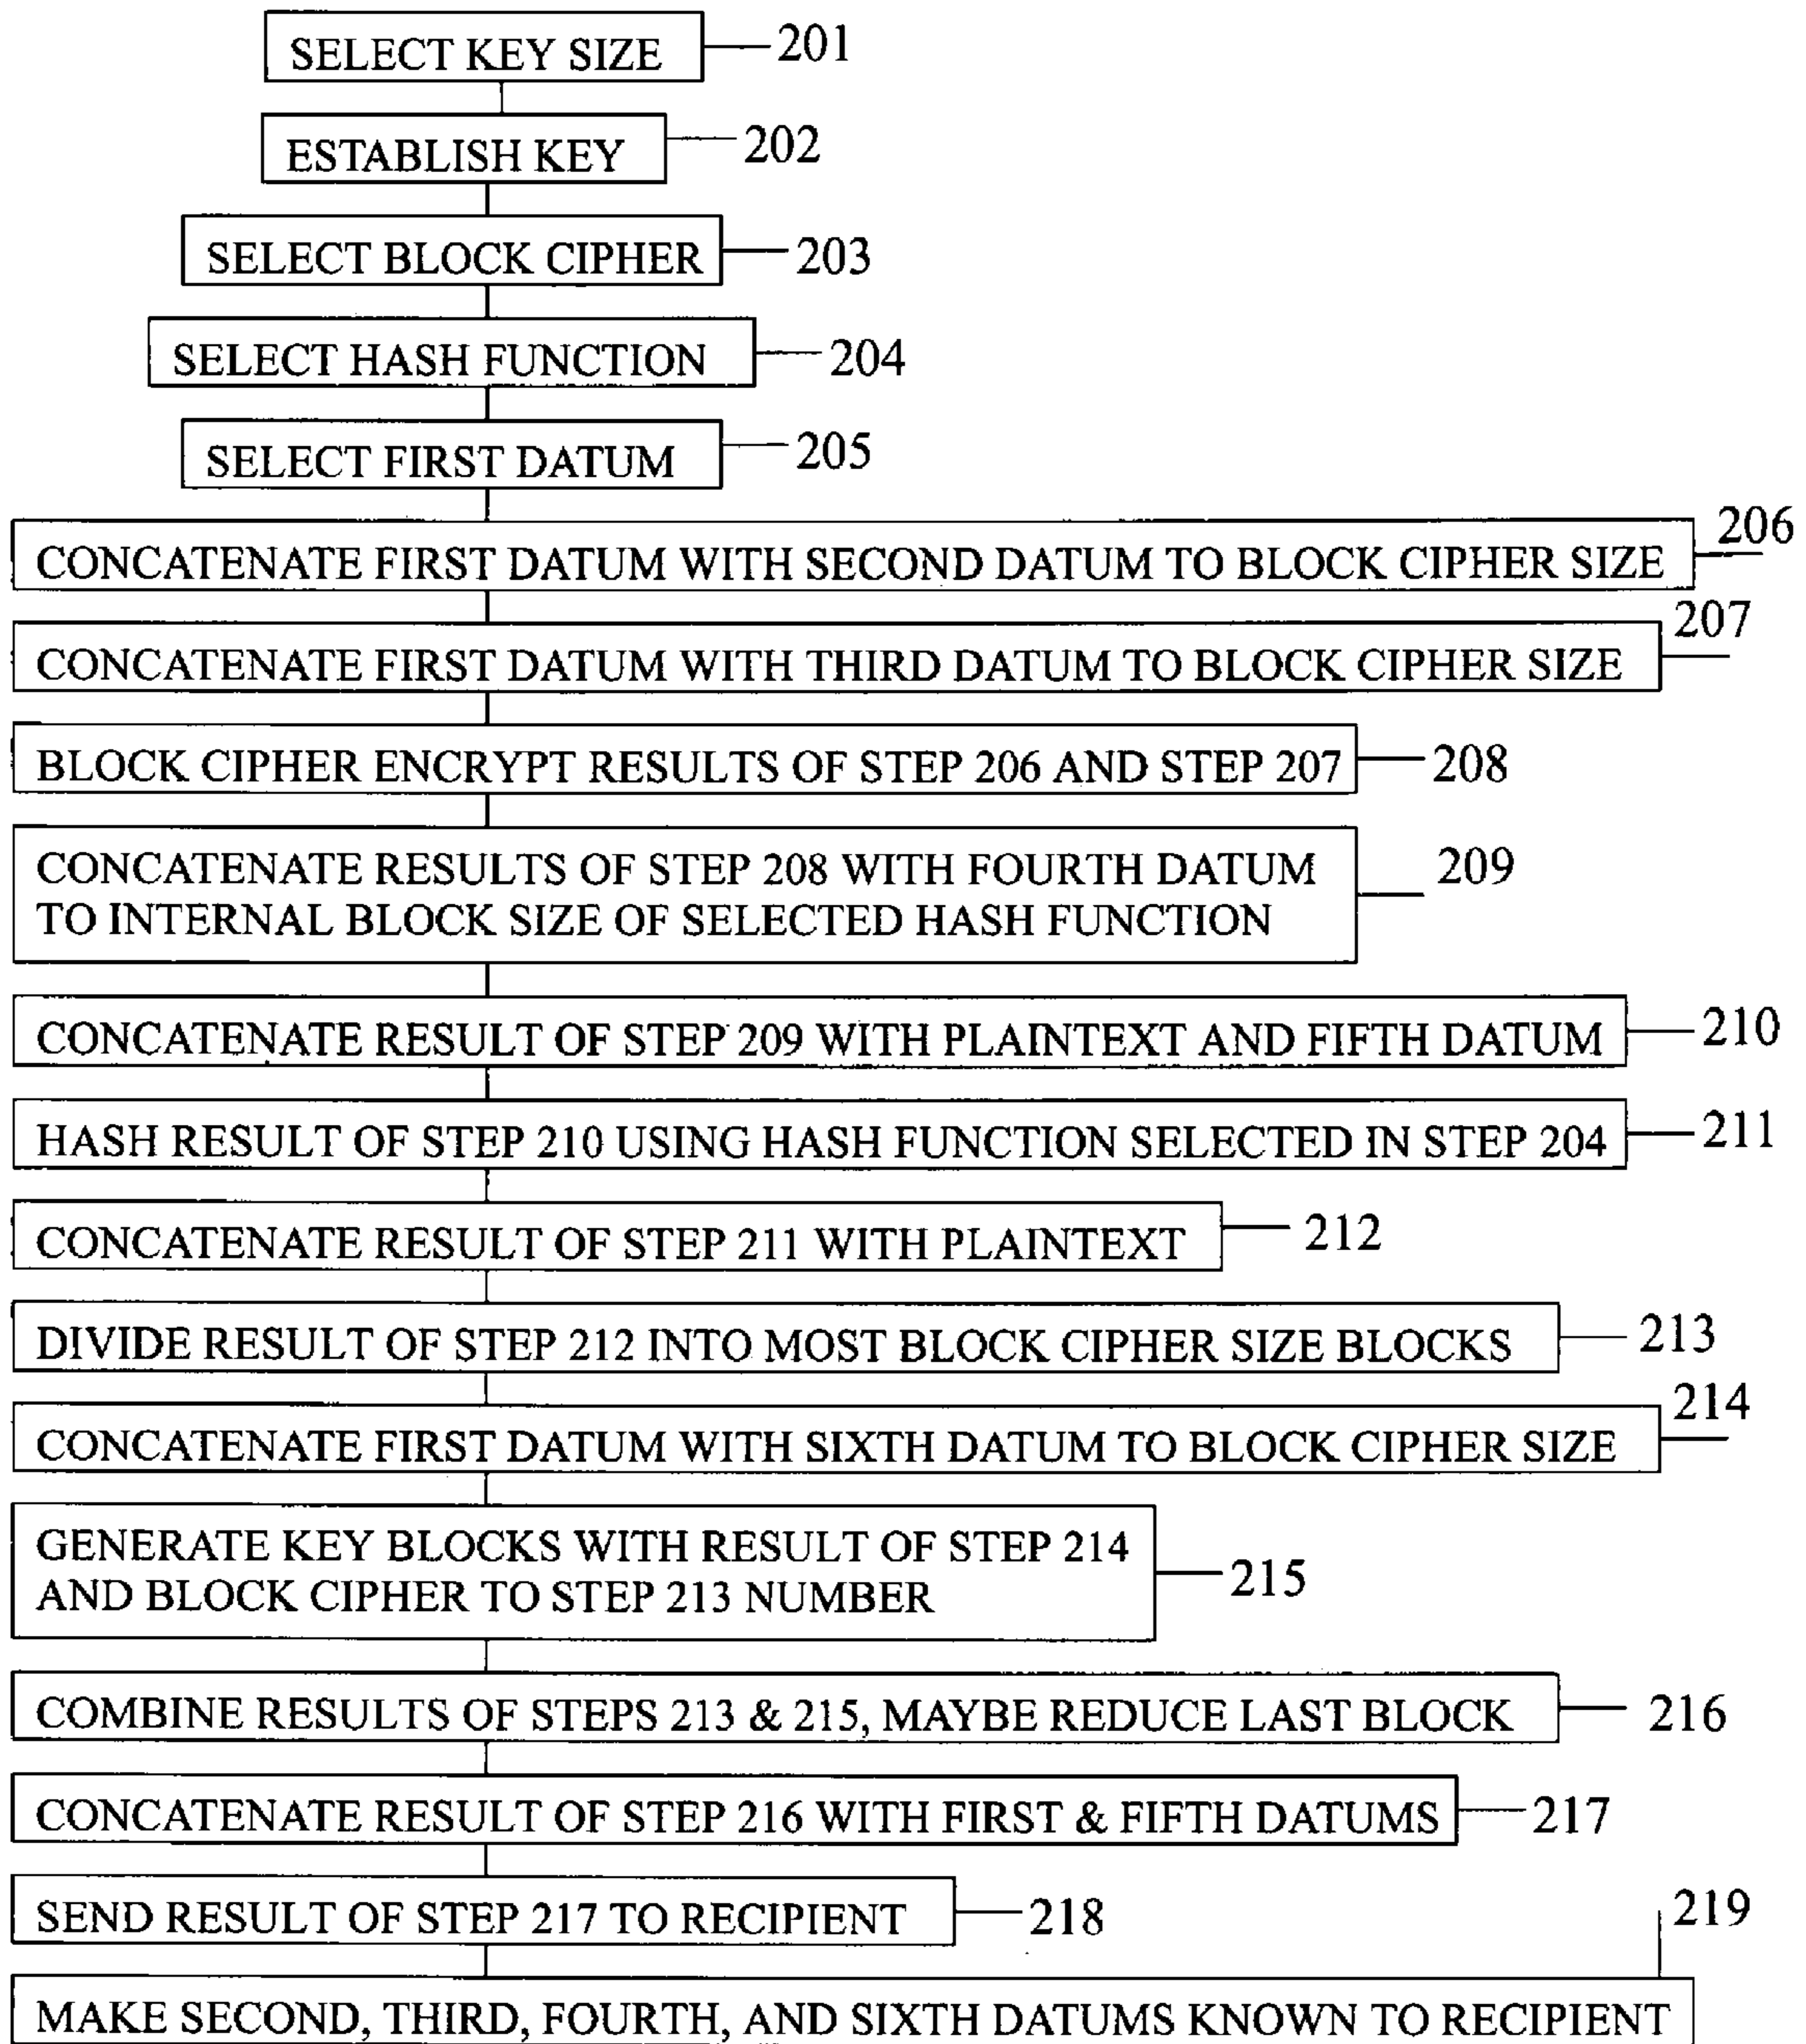 SELECT KEY SIZE 201
ESTABLISH KEY 202
SELECT BLOCK CIPHER 203
SELECT HASH FUNCTION 204
SELECT FIRST DATUM 205
CONCATENATE FIRST DATUM WITH SECOND DATUM TO BLOCK CIPHER SIZE 206
CONCATENATE FIRST DATUM WITH THIRD DATUM TO BLOCK CIPHER SIZE 207
BLOCK CIPHER ENCRYPT RESULTS OF STEP 206 AND STEP 207 208
CONCATENATE RESULTS OF STEP 208 WITH FOURTH DATUM 209
TO INTERNAL BLOCK SIZE OF SELECTED HASH FUNCTION
CONCATENATE RESULT OF STEP 209 WITH PLAINTEXT AND FIFTH DATUM 210
HASH RESULT OF STEP 210 USING HASH FUNCTION SELECTED IN STEP 204 211
CONCATENATE RESULT OF STEP 211 WITH PLAINTEXT 212
DIVIDE RESULT OF STEP 212 INTO MOST BLOCK CIPHER SIZE BLOCKS 213
CONCATENATE FIRST DATUM WITH SIXTH DATUM TO BLOCK CIPHER SIZE 214
GENERATE KEY BLOCKS WITH RESULT OF STEP 214
AND BLOCK CIPHER TO STEP 213 NUMBER 215
COMBINE RESULTS OF STEPS 213 & 215, MAYBE REDUCE LAST BLOCK 216
CONCATENATE RESULT OF STEP 216 WITH FIRST & FIFTH DATUMS 217
SEND RESULT OF STEP 217 TO RECIPIENT 218
219
MAKE SECOND, THIRD, FOURTH, AND SIXTH DATUMS KNOWN TO RECIPIENT